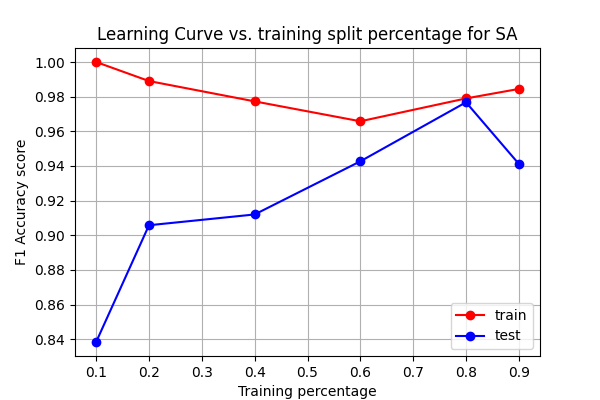 Learning Curve vs. training split percentage for SA
F1 Accuracy score
1.00
0.98
0.96
0.94
0.92
0.90
0.88
0.86
0.84
train
test
0.1 0.2 0.3 0.4 0.5 0.6 0.7 0.8 0.9
Training percentage